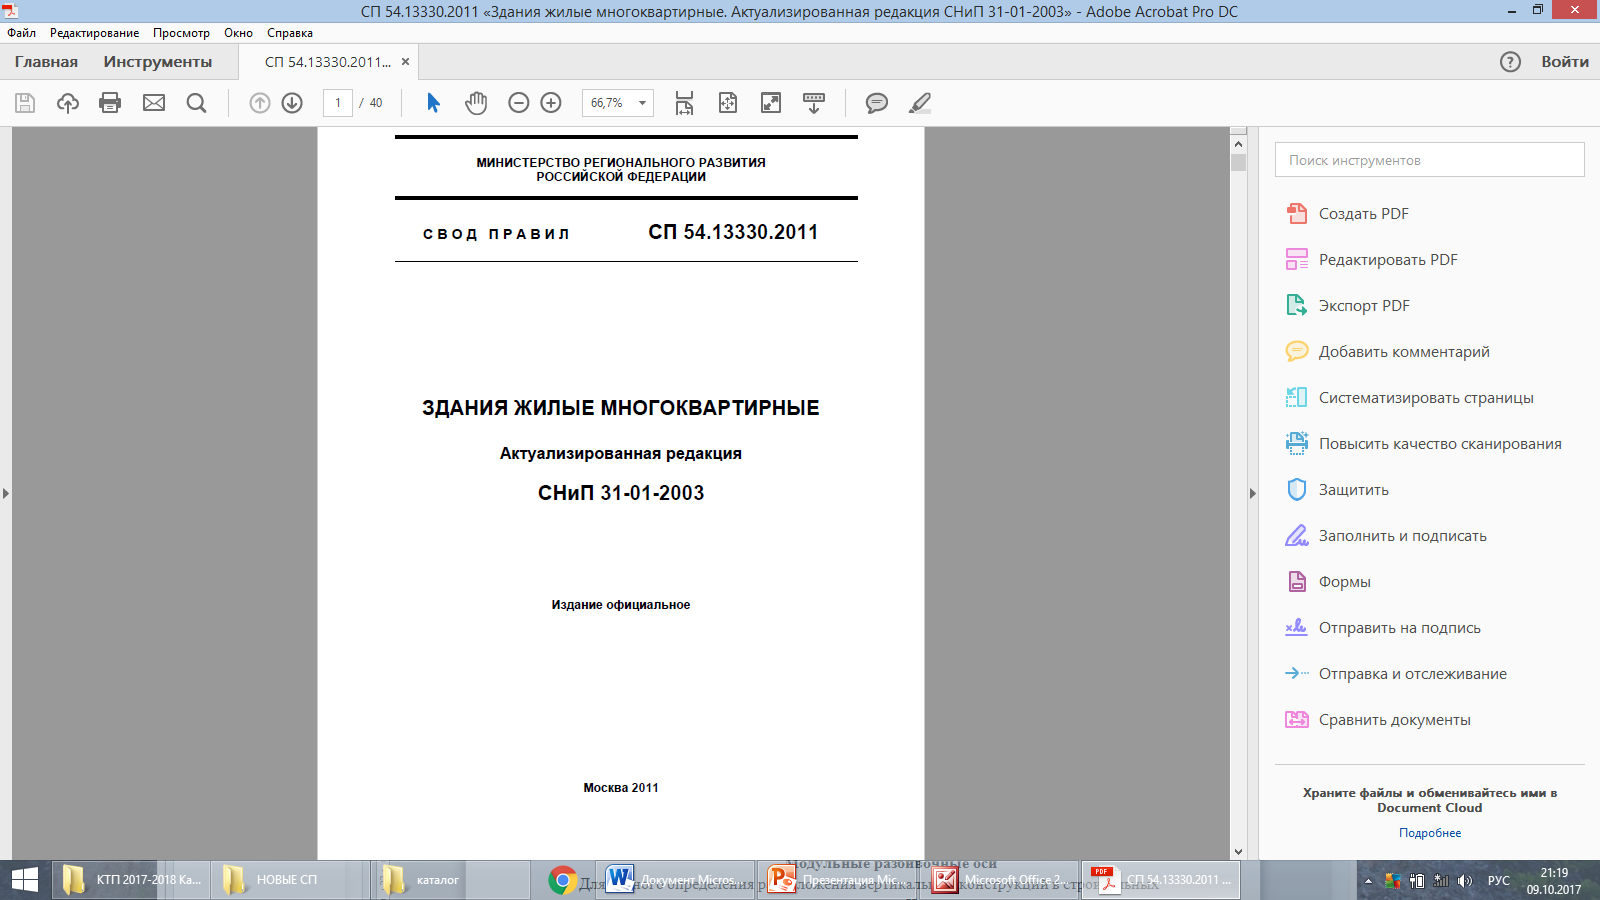 СП 54.13330.2011 «Здания жилые многоквартирные. Актуализированная редакция СНиП 31-01-2003» - Adobe Acrobat Pro DC
Файл Редактирование Просмотр Окно Справка
Главная Инструменты СП 54.13330.2011... × Войти
1 / 40 66,7%
МИНИСТЕРСТВО РЕГИОНАЛЬНОГО РАЗВИТИЯ
РОССИЙСКОЙ ФЕДЕРАЦИИ
СВОД ПРАВИЛ СП 54.13330.2011
ЗДАНИЯ ЖИЛЫЕ МНОГОКВАРТИРНЫЕ
Актуализированная редакция
СНиП 31-01-2003
Издание официальное
Москва 2011
Поиск инструментов
Создать PDF
Редактировать PDF
Экспорт PDF
Добавить комментарий
Систематизировать страницы
Повысить качество сканирования
Защитить
Заполнить и подписать
Формы
Отправить на подпись
Отправка и отслеживание
Сравнить документы
Храните файлы и обменивайтесь ими в
Document Cloud
Подробнее
Модульные разбивочные оси
КТП 2017-2018 Ка... НОВЫЕ СП каталог Документ Micros... Презентация Mic... Microsoft Office 2... СП 54.13330.2011 ... РУС
21:19
09.10.2017